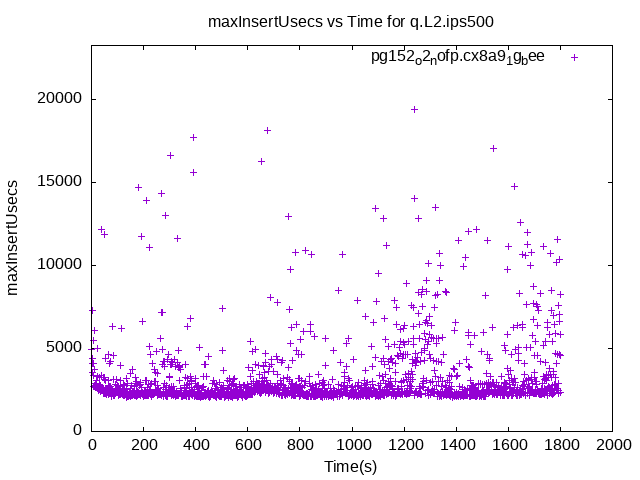 maxInsertUsecs vs Time for q.L2.ips500
pg152o2nofp.cx8a91gbee
20000
15000
10000
5000
0
maxInsertUsecs
0 200 400 600 800 1000 1200 1400 1600 1800 2000
Time(s)